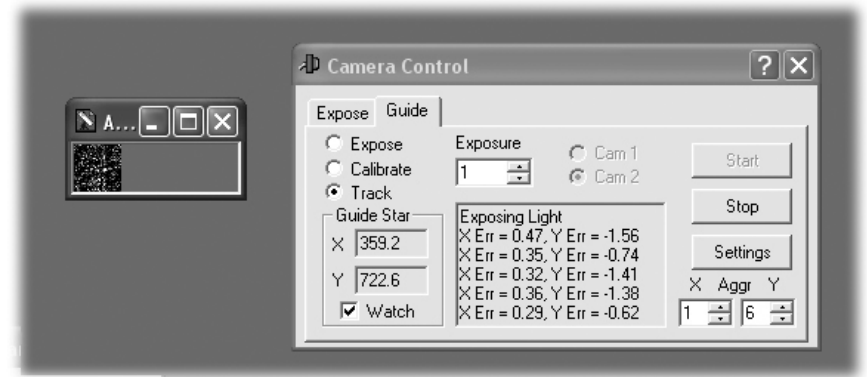 Camera Control
A...
Expose Guide
Expose
Calibrate
Track
Exposure
1
Cam 1
Cam 2
Start
Stop
Settings
Guide Star
X 359.2
Y 722.6
Watch
Exposing Light
X Err = 0.47, Y Err = -1.56
X Err = 0.35, Y Err = -0.74
X Err = 0.32, Y Err = -1.41
X Err = 0.36, Y Err = -1.38
X Err = 0.29, Y Err = -0.62
X Aggr Y
1 6